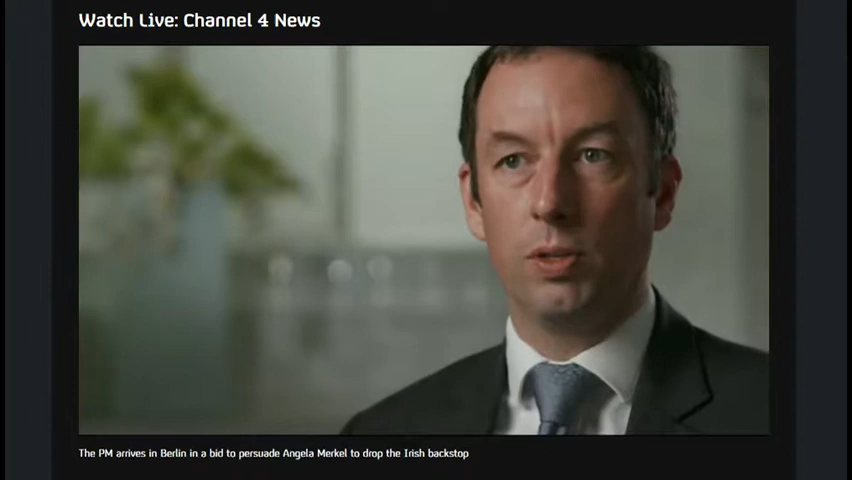 Watch Live: Channel 4 News
The PM arrives in Berlin in a bid to persuade Angela Merkel to drop the Irish backstop